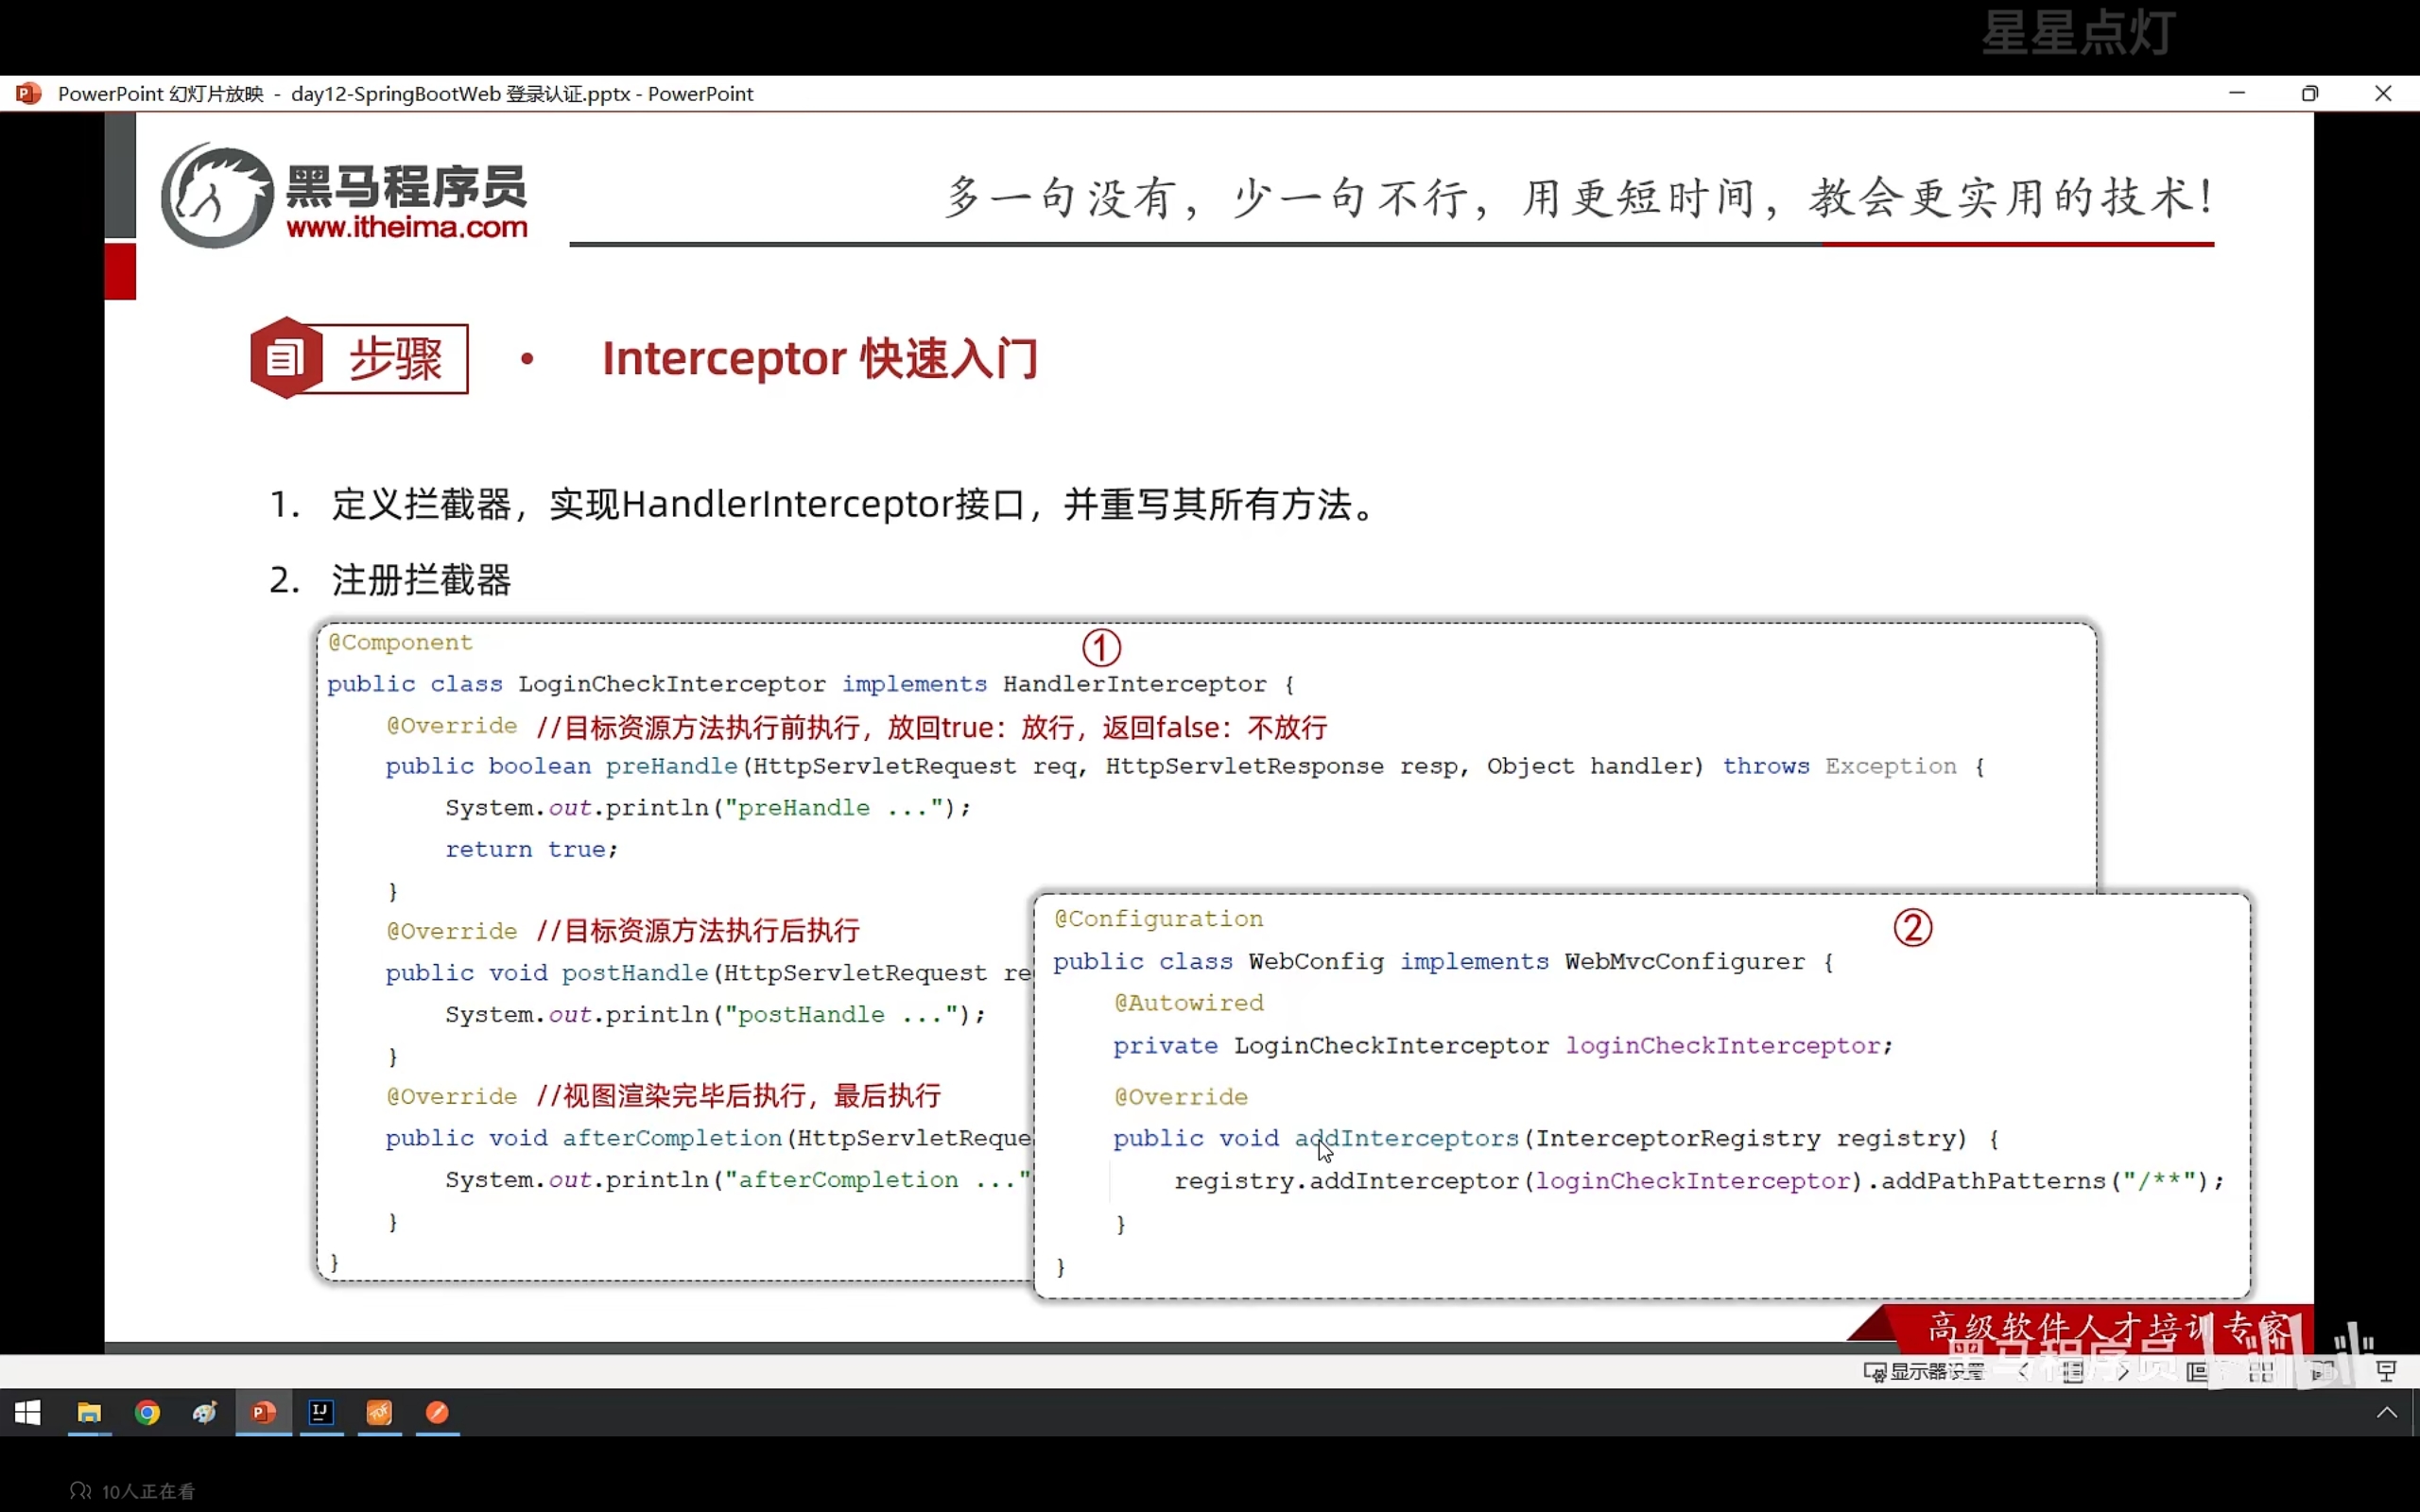 星星点灯
PowerPoint 幻灯片放映 - day12-SpringBootWeb 登录认证.pptx - PowerPoint
黑马程序员
www.itheima.com
多一句没有，少一句不行，用更短时间，教会更实用的技术！
步骤
• Interceptor 快速入门
1. 定义拦截器，实现HandlerInterceptor接口，并重写其所有方法。
2. 注册拦截器
①
@Component
public class LoginCheckInterceptor implements HandlerInterceptor {
@Override //目标资源方法执行前执行，放回true：放行，返回false：不放行
public boolean preHandle(HttpServletRequest req, HttpServletResponse resp, Object handler) throws Exception {
System.out.println("preHandle ...");
return true;
}
@Override //目标资源方法执行后执行
public void postHandle(HttpServletRequest re
System.out.println("postHandle ...");
}
@Override //视图渲染完毕后执行，最后执行
public void afterCompletion(HttpServletReque
System.out.println("afterCompletion ..."
}
}
②
@Configuration
public class WebConfig implements WebMvcConfigurer {
@Autowired
private LoginCheckInterceptor loginCheckInterceptor;
@Override
public void addInterceptors(InterceptorRegistry registry) {
registry.addInterceptor(loginCheckInterceptor).addPathPatterns("/**");
}
}
高级软件人才培训专家
黑马程序员
显示器设置
10人正在看